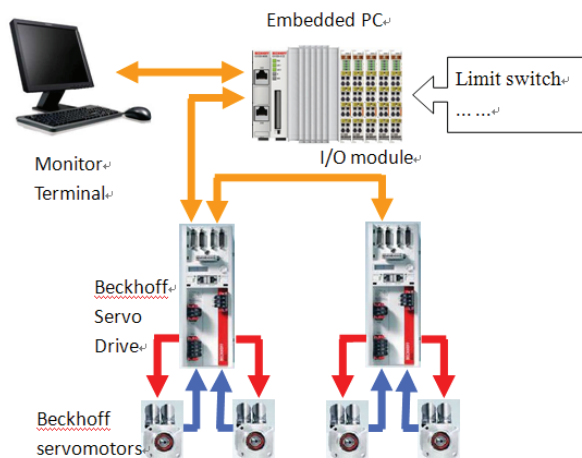 Embedded PC
Limit switch
... ...
I/O module
Monitor
Terminal
Beckhoff
Servo
Drive
Beckhoff
servomotors